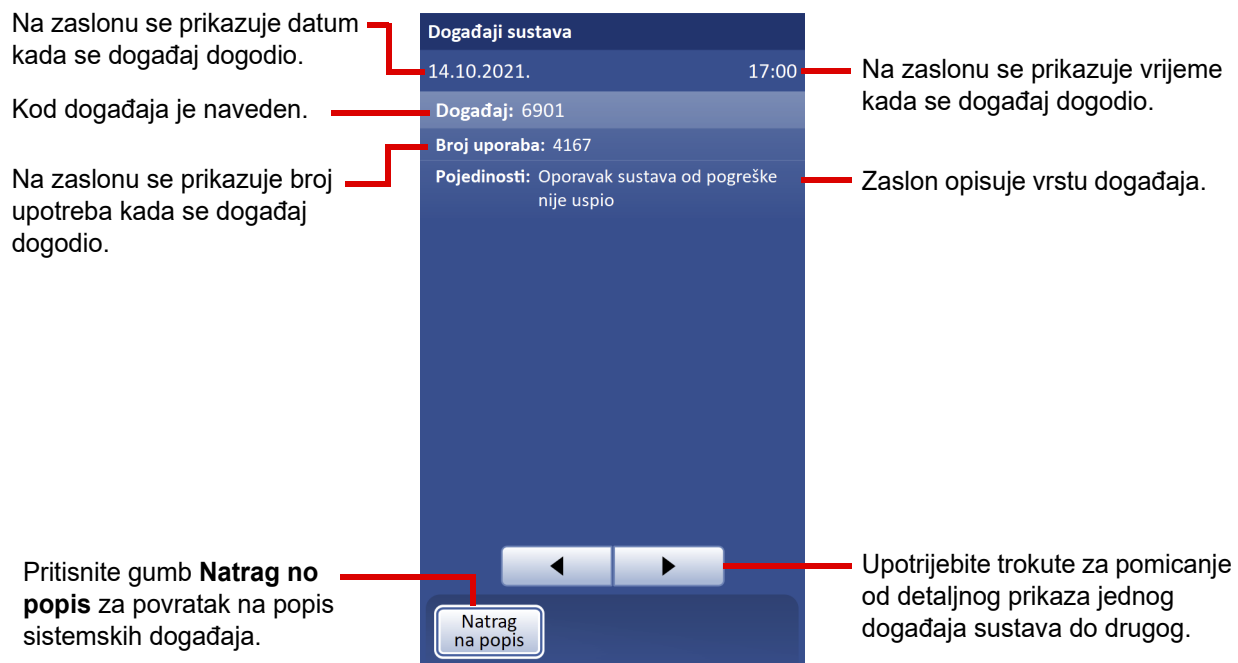 Na zaslonu se prikazuje datum
kada se događaj dogodio.
Kod događaja je naveden.
Na zaslonu se prikazuje broj
upotreba kada se događaj
dogodio.
Pritisnite gumb Natrag no
popis za povratak na popis
sistemskih događaja.
Događaji sustava
14.10.2021. 17:00
Događaj: 6901
Broj uporaba: 4167
Pojedinosti: Oporavak sustava od pogreške
nije uspio
Natrag
na popis
Na zaslonu se prikazuje vrijeme
kada se događaj dogodio.
Zaslon opisuje vrstu događaja.
Upotrijebite trokute za pomicanje
od detaljnog prikaza jednog
događaja sustava do drugog.